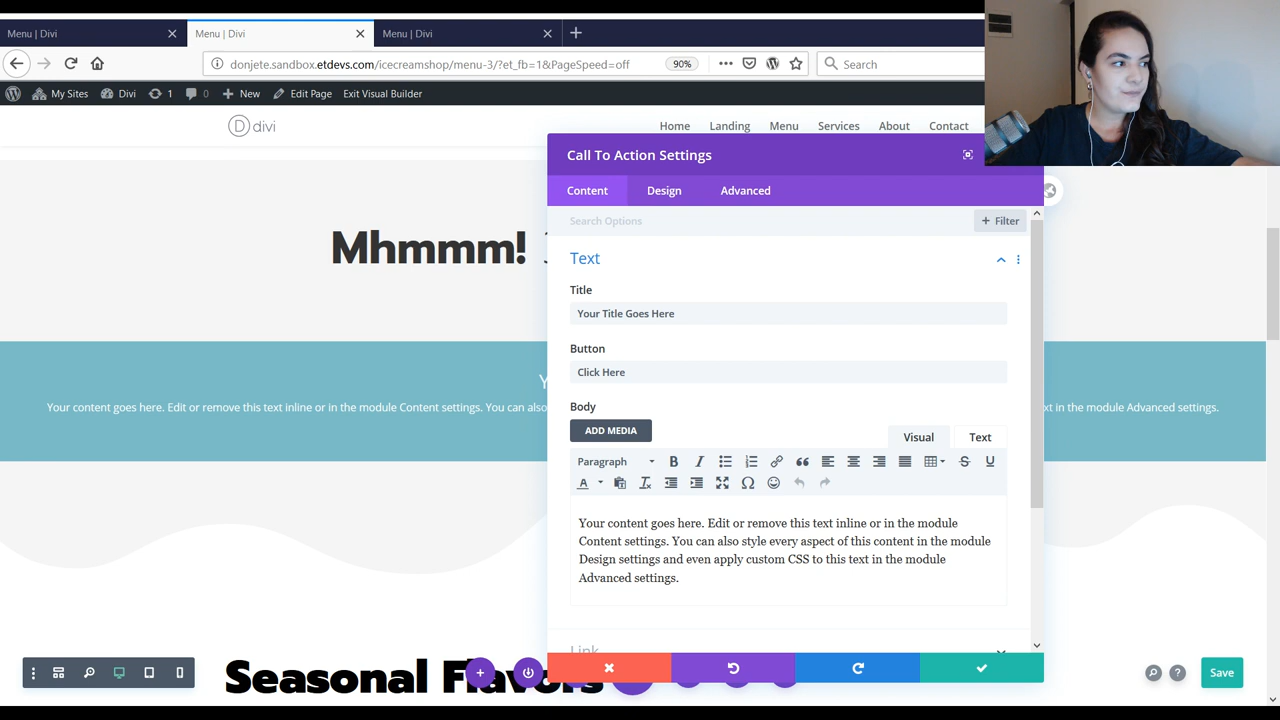 Menu | Divi
Menu | Divi
Menu | Divi
donjete.sandbox.etdevs.com/icecreamshop/menu-3/?et_fb=1&PageSpeed=off
90%
Search
My Sites
Divi
1
0
New
Edit Page
Exit Visual Builder
D divi
Home
Landing
Menu
Services
About
Contact
Call To Action Settings
Content
Design
Advanced
Search Options
+ Filter
Mhmmm!
Text
Title
Your Title Goes Here
Button
Click Here
Y
Your content goes here. Edit or remove this text inline or in the module Content settings. You can also
xt in the module Advanced settings.
Body
ADD MEDIA
Visual
Text
Paragraph
Your content goes here. Edit or remove this text inline or in the module
Content settings. You can also style every aspect of this content in the module
Design settings and even apply custom CSS to this text in the module
Advanced settings.
Link
Seasonal Flavors
Save